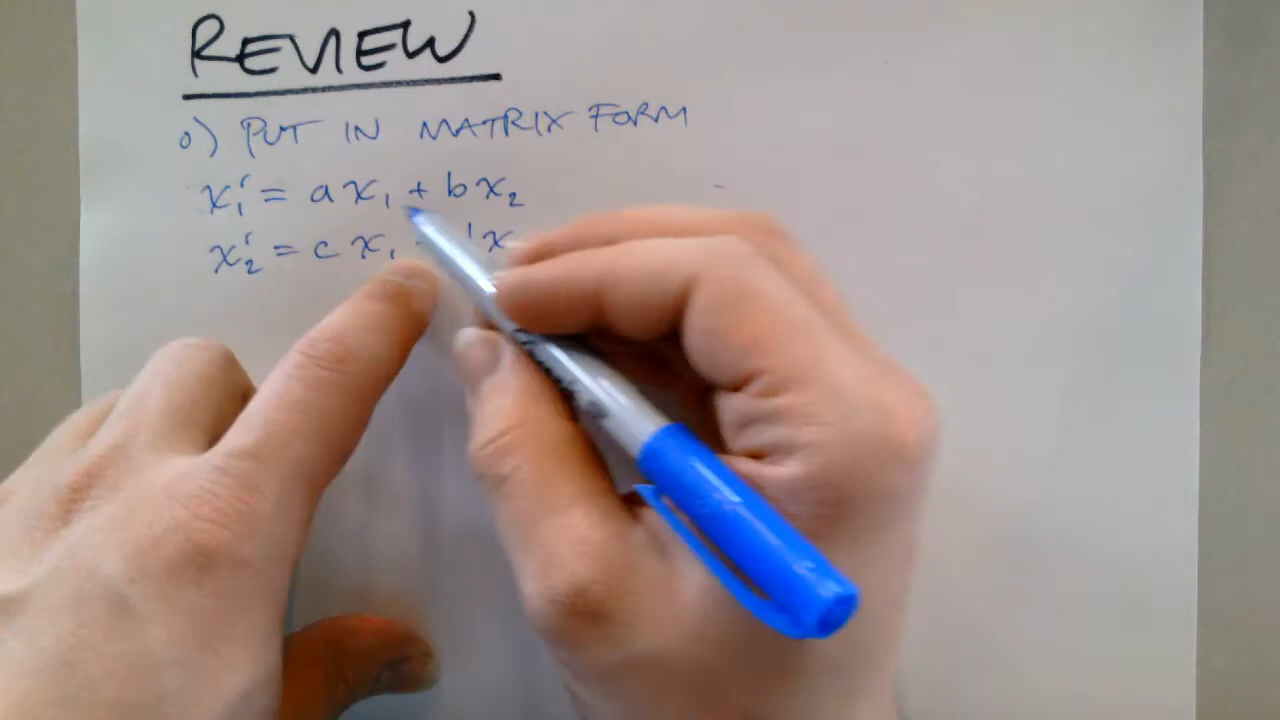 REVIEW
0) PUT IN MATRIX FORM
x₁' = ax₁ + bx₂
x₂' = cx₁